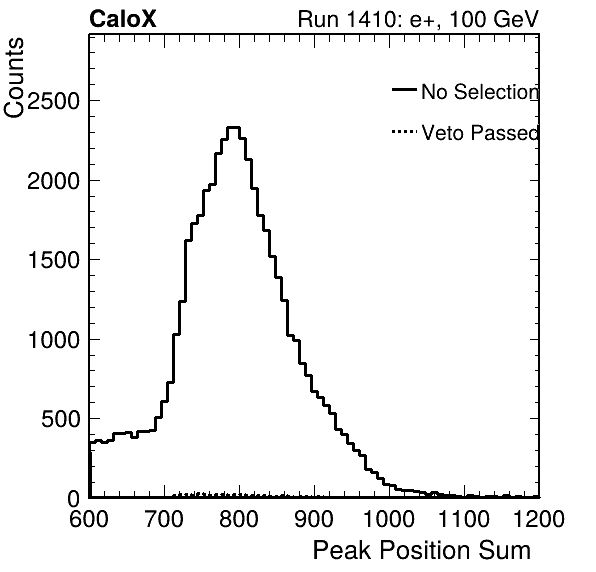 CaloX Run 1410: e+, 100 GeV
Counts
No Selection
Veto Passed
2500
2000
1500
1000
500
0
600 700 800 900 1000 1100 1200
Peak Position Sum